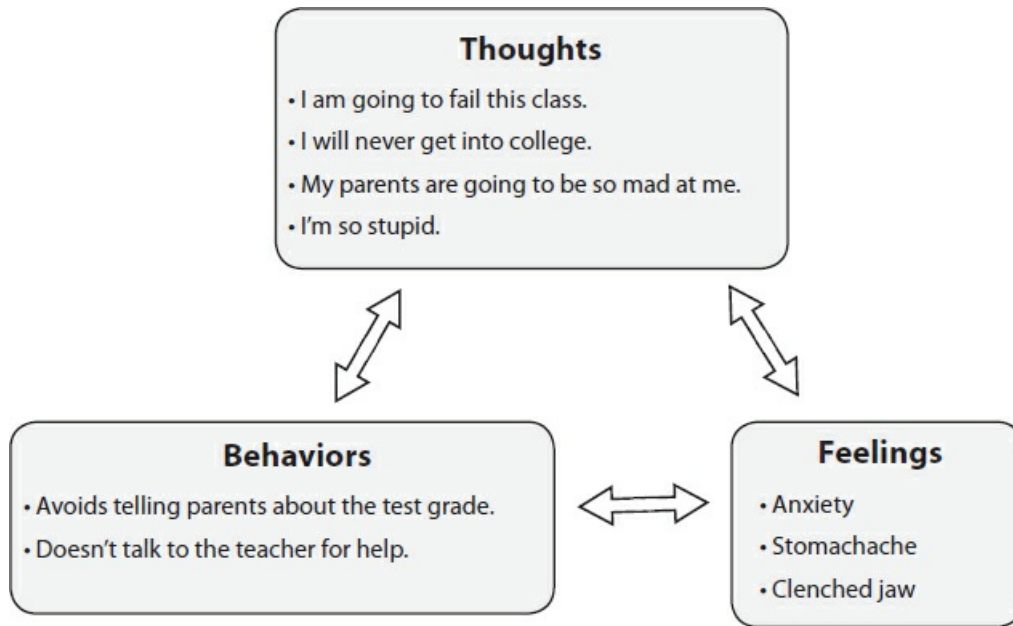 Thoughts
• I am going to fail this class.
• I will never get into college.
• My parents are going to be so mad at me.
• I’m so stupid.
Behaviors
• Avoids telling parents about the test grade.
• Doesn’t talk to the teacher for help.
Feelings
• Anxiety
• Stomachache
• Clenched jaw